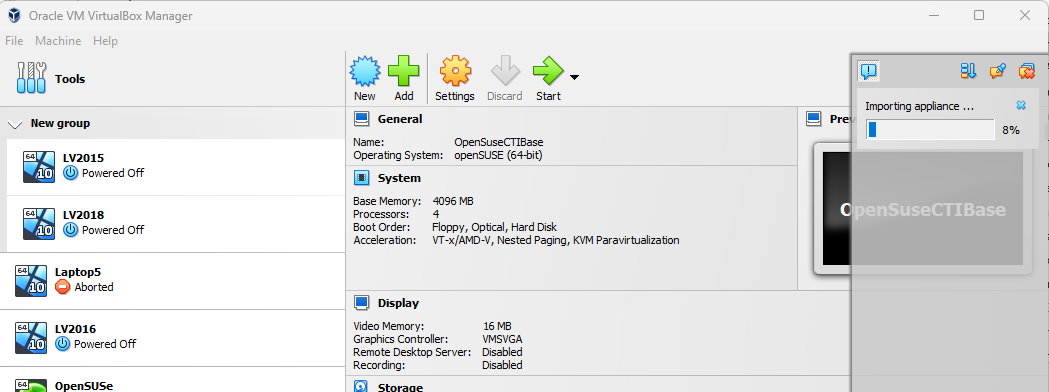 Oracle VM VirtualBox Manager
File Machine Help
Tools
New group
64
10
LV2015
Powered Off
64
10
LV2018
Powered Off
64
10
Laptop5
Aborted
64
10
LV2016
Powered Off
64
OpenSUSe
New Add Settings Discard Start
General
Name: OpenSuseCTIBase
Operating System: openSUSE (64-bit)
System
Base Memory: 4096 MB
Processors: 4
Boot Order: Floppy, Optical, Hard Disk
Acceleration: VT-x/AMD-V, Nested Paging, KVM Paravirtualization
Display
Video Memory: 16 MB
Graphics Controller: VMSVGA
Remote Desktop Server: Disabled
Recording: Disabled
Storage
Prev
OpenSuseCTIBase
Importing appliance ...
8%